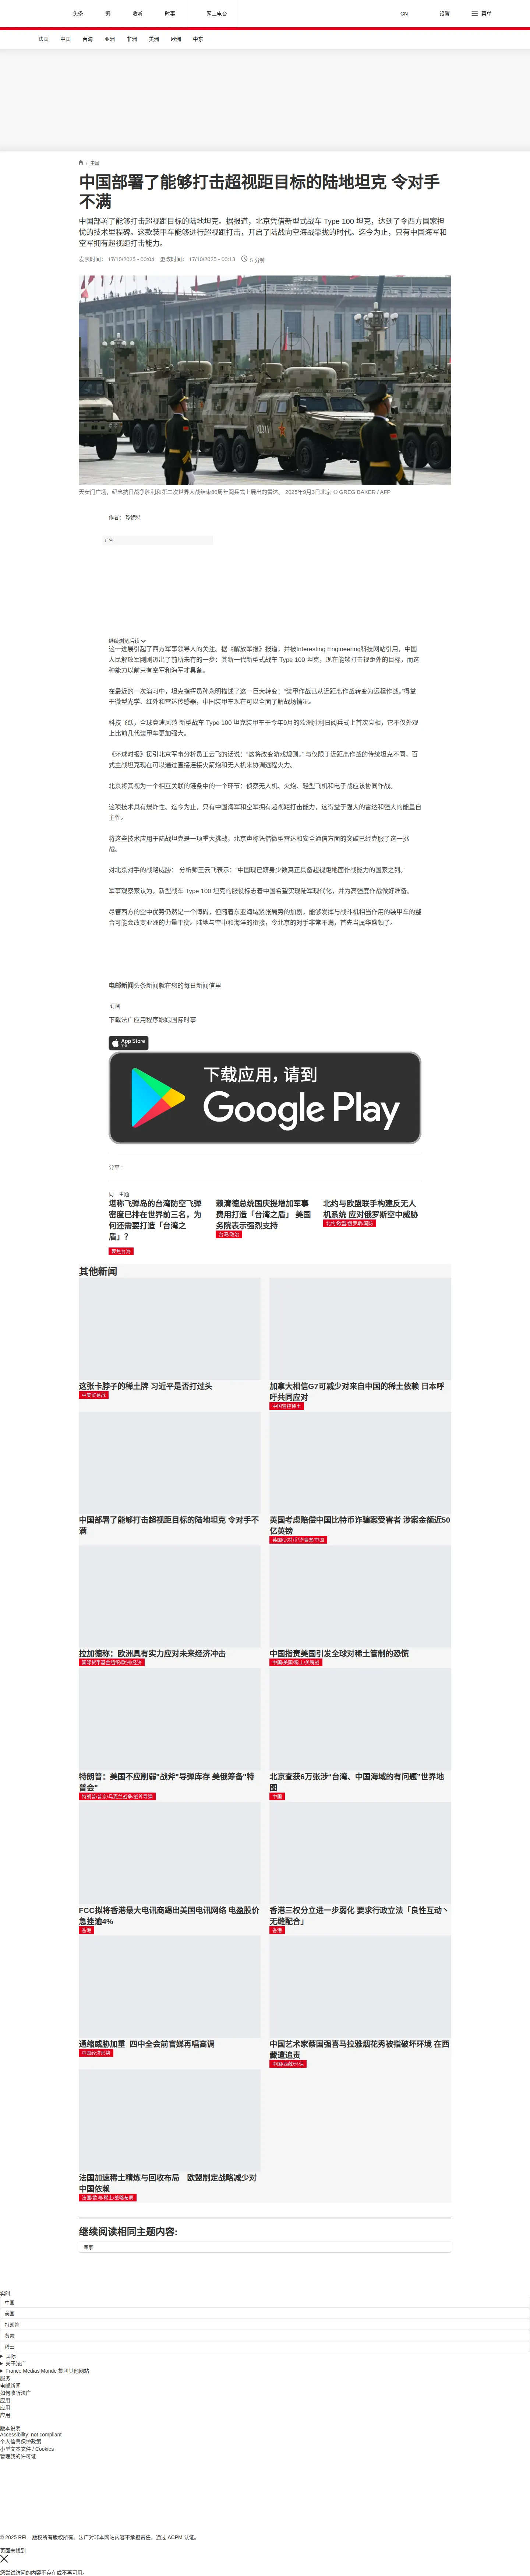 头条
繁
收听
时事
网上电台
CN
设置
菜单
法国
中国
台海
亚洲
非洲
美洲
欧洲
中东
/ 法国
中国部署了能够打击超视距目标的陆地坦克 令对手
不满
中国部署了能够打击超视距目标的陆地坦克。据报道，北京凭借新型式战车 Type 100 坦克，达到了令西方国家担
忧的技术里程碑。这款装甲车能够进行超视距打击，开启了陆战向空海战靠拢的时代。迄今为止，只有中国海军和
空军拥有超视距打击能力。
发表时间： 17/10/2025 - 00:04 更改时间： 17/10/2025 - 00:13 5 分钟
天安门广场，纪念抗日战争胜利和第二次世界大战结束80周年阅兵式上展出的雷达。 2025年9月3日北京 © GREG BAKER / AFP
作者： 珍妮特
广告
继续浏览后续
这一进展引起了西方军事领导人的关注。据《解放军报》报道，并被Interesting Engineering科技网站引用，中国
人民解放军刚刚迈出了前所未有的一步：其新一代新型式战车 Type 100 坦克，现在能够打击视距外的目标，而这
种能力以前只有空军和海军才具备。
在最近的一次演习中，坦克指挥员孙永明描述了这一巨大转变：“装甲作战已从近距离作战转变为远程作战。”得益
于微型光学、红外和雷达传感器，中国装甲车现在可以全面了解战场情况。
科技飞跃，全球竞速风范 新型战车 Type 100 坦克装甲车于今年9月的欧洲胜利日阅兵式上首次亮相，它不仅外观
上比前几代装甲车更加强大。
《环球时报》援引北京军事分析员王云飞的话说：“这将改变游戏规则。” 与仅限于近距离作战的传统坦克不同，百
式主战坦克现在可以通过直接连接火箭炮和无人机来协调远程火力。
北京将其视为一个相互关联的链条中的一个环节：侦察无人机、火炮、轻型飞机和电子战应该协同作战。
这项技术具有爆炸性。迄今为止，只有中国海军和空军拥有超视距打击能力，这得益于强大的雷达和强大的能量自
主性。
将这些技术应用于陆战坦克是一项重大挑战，北京声称凭借微型雷达和安全通信方面的突破已经克服了这一挑
战。
对北京对手的战略威胁： 分析师王云飞表示：“中国现已跻身少数真正具备超视距地面作战能力的国家之列。”
军事观察家认为，新型战车 Type 100 坦克的服役标志着中国希望实现陆军现代化，并为高强度作战做好准备。
尽管西方的空中优势仍然是一个障碍，但随着东亚海域紧张局势的加剧，能够发挥与战斗机相当作用的装甲车的整
合可能会改变亚洲的力量平衡。陆地与空中和海洋的衔接，令北京的对手非常不满，首先当属华盛顿了。
电邮新闻头条新闻就在您的每日新闻信里
订阅
下载法广应用程序跟踪国际时事
App Store
下载
下载应用，请到
Google Play
分享 :
同一主题
堪称飞弹岛的台湾防空飞弹
密度已排在世界前三名，为
何还需要打造「台湾之
盾」？
要素台海
赖清德总统国庆提增加军事
费用打造「台湾之盾」 美国
务院表示强烈支持
台湾/政治
北约与欧盟联手构建反无人
机系统 应对俄罗斯空中威胁
北约/欧盟/俄罗斯/国防
其他新闻
这张卡脖子的稀土牌 习近平是否打过头
中美贸易战
加拿大相信G7可减少对来自中国的稀土依赖 日本呼
吁共同应对
中国管控稀土
中国部署了能够打击超视距目标的陆地坦克 令对手不
满
英国考虑赔偿中国比特币诈骗案受害者 涉案金额近50
亿英镑
英国/比特币/诈骗案/中国
拉加德称：欧洲具有实力应对未来经济冲击
国际货币基金组织/欧洲/经济
中国指责美国引发全球对稀土管制的恐慌
中国/美国/稀土/关税战
特朗普：美国不应削弱“战斧”导弹库存 美俄筹备“特
普会”
特朗普/普京/乌克兰战争/战斧导弹
北京查获6万张涉“台湾、中国海域的有问题”世界地
图
中国
FCC拟将香港最大电讯商踢出美国电讯网络 电盈股价
急挫逾4%
香港
香港三权分立进一步弱化 要求行政立法「良性互动丶
无缝配合」
香港
通缩威胁加重 四中全会前官媒再唱高调
中国经济形势
中国艺术家蔡国强喜马拉雅烟花秀被指破坏环境 在西
藏遭追责
中国/西藏/环保
法国加速稀土精炼与回收布局 欧盟制定战略减少对
中国依赖
法国/欧洲/稀土/战略布局
继续阅读相同主题内容:
军事
实时
中国
美国
特朗普
贸易
稀土
国际
关于法广
France Médias Monde 集团其他网站
服务
电邮新闻
如何收听法广
应用
应用
应用
版本说明
Accessibility: not compliant
个人信息保护政策
小型文本文件 / Cookies
管理我的许可证
© 2025 RFI – 版权所有版权所有。法广对非本网站内容不承担责任。通过 ACPM 认证。
页面未找到
您尝试访问的内容不存在或不再可用。